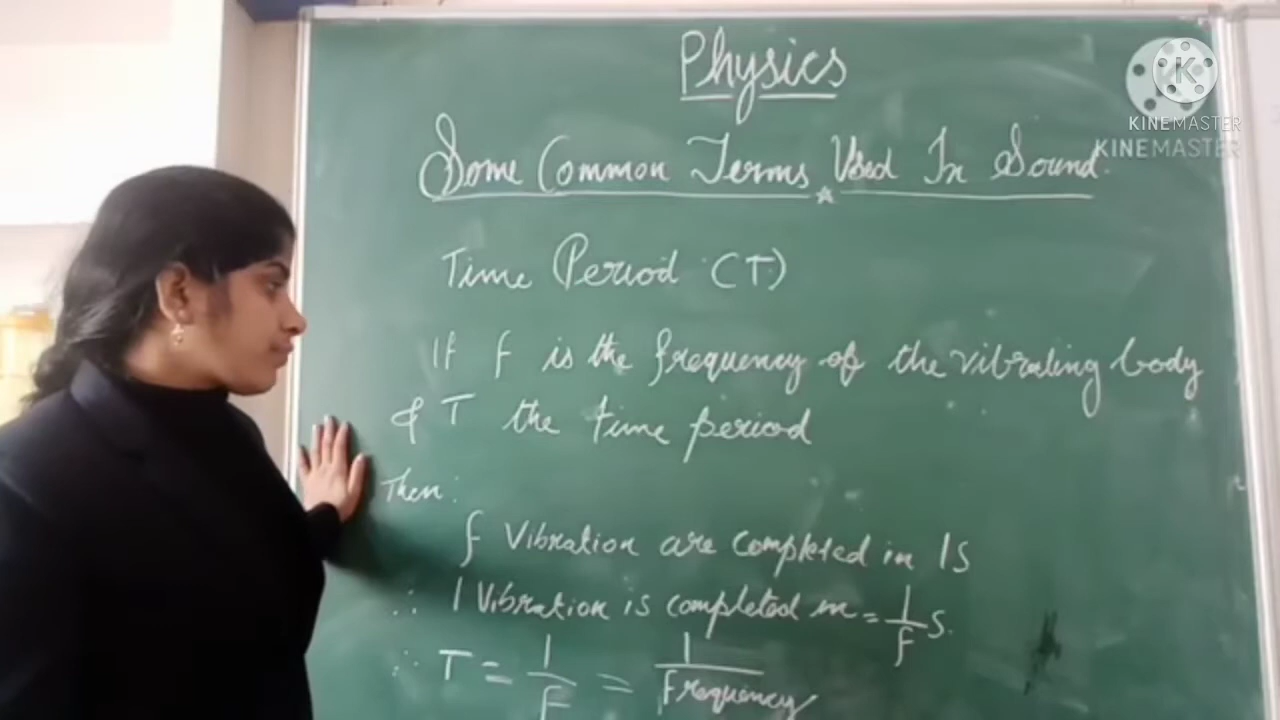 Physics
KINEMASTER
KINEMASTER
Some Common Terms Used In Sound.
Time Period (T)
If f is the frequency of the vibrating body
& T the time period
Then:
f Vibration are completed in 1s
∴ 1 Vibration is completed in = 1/f s.
∴ T = 1/F = 1/Frequency